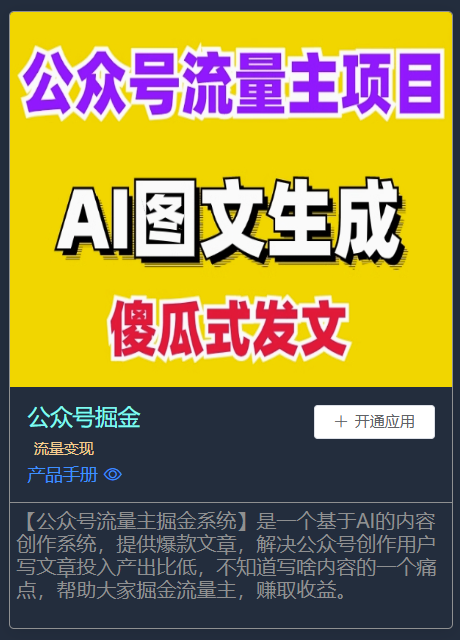 公众号流量主项目
AI图文生成
傻瓜式发文
公众号掘金
＋ 开通应用
流量变现
产品手册
【公众号流量主掘金系统】是一个基于AI的内容
创作系统，提供爆款文章，解决公众号创作用户
写文章投入产出比低，不知道写啥内容的一个痛
点，帮助大家掘金流量主，赚取收益。